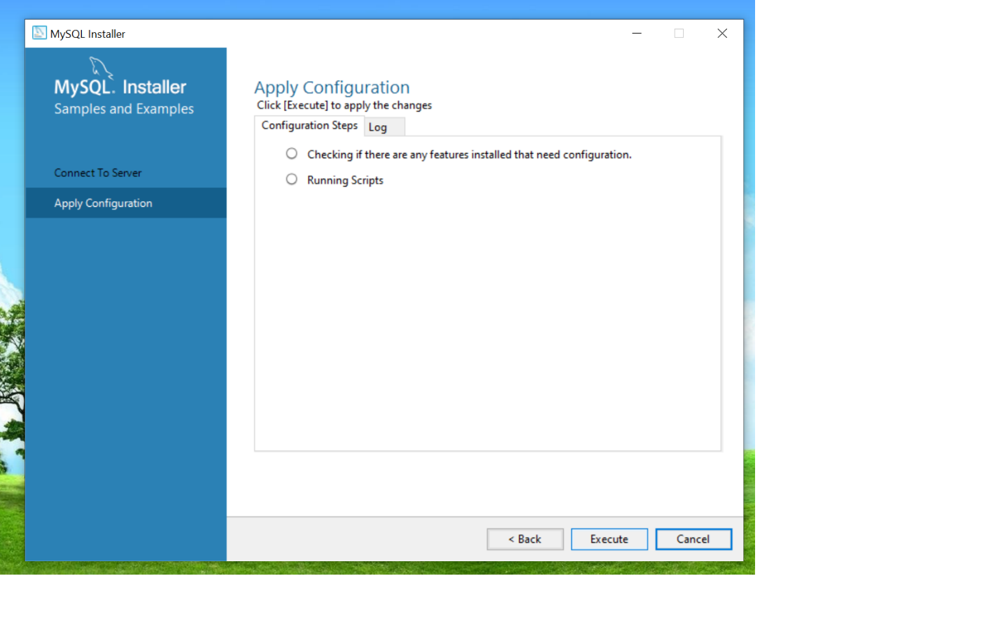 MySQL Installer
MySQL. Installer
Samples and Examples
Connect To Server
Apply Configuration
Apply Configuration
Click [Execute] to apply the changes
Configuration Steps
Log
Checking if there are any features installed that need configuration.
Running Scripts
< Back
Execute
Cancel